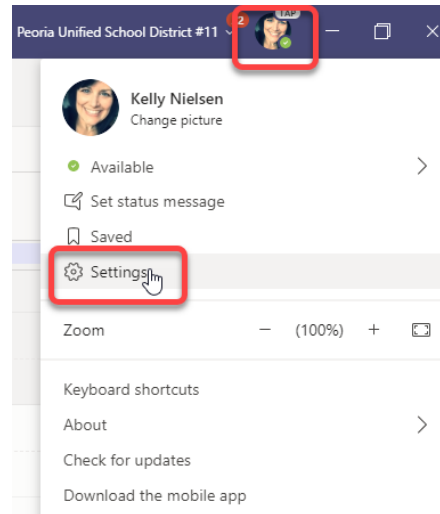 Peoria Unified School District #11
2
TAP
Kelly Nielsen
Change picture
Available
Set status message
Saved
Settings
Zoom − (100%) +
Keyboard shortcuts
About
Check for updates
Download the mobile app